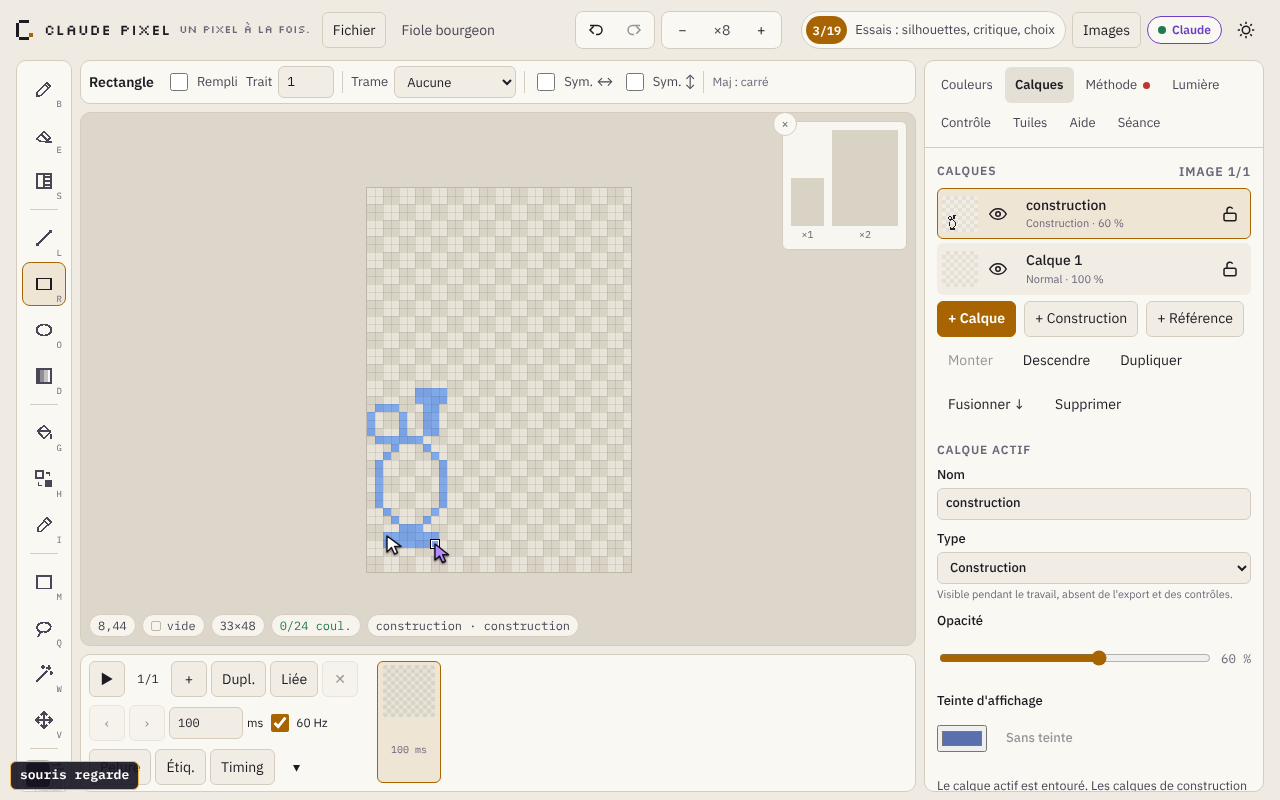 CLAUDE PIXEL
UN PIXEL À LA FOIS.
Fichier
Fiole bourgeon
−
×8
+
3/19
Essais : silhouettes, critique, choix
Images
Claude
Rectangle
Rempli
Trait
1
Trame
Aucune
Sym. ↔
Sym. ↕
Maj : carré
B
E
S
L
R
O
D
G
H
I
M
Q
W
V
×
×1
×2
8,44
vide
33×48
0/24 coul.
construction · construction
1/1
+
Dupl.
Liée
×
‹
›
100
ms
60 Hz
Étiq.
Timing
▼
100 ms
souris regarde
Couleurs
Calques
Méthode
Lumière
Contrôle
Tuiles
Aide
Séance
CALQUES
IMAGE 1/1
construction
Construction · 60 %
Calque 1
Normal · 100 %
+ Calque
+ Construction
+ Référence
Monter
Descendre
Dupliquer
Fusionner ↓
Supprimer
CALQUE ACTIF
Nom
construction
Type
Construction
Visible pendant le travail, absent de l'export et des contrôles.
Opacité
60 %
Teinte d'affichage
Sans teinte
Le calque actif est entouré. Les calques de construction